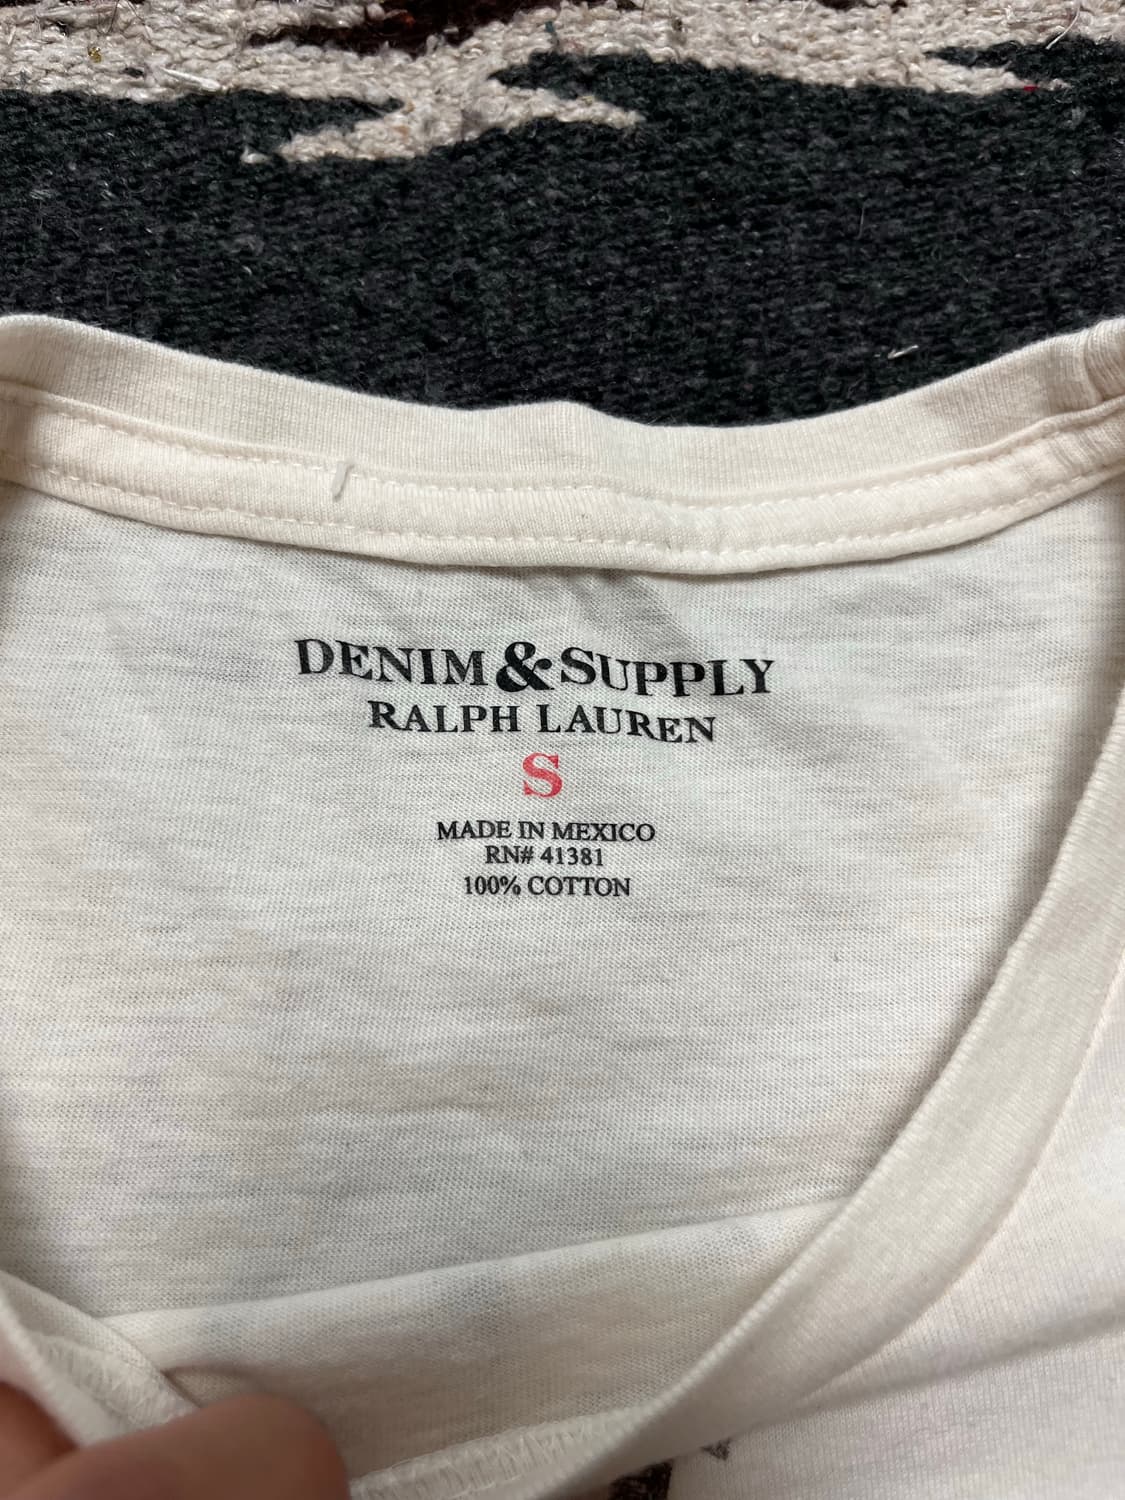 DENIM & SUPPLY
RALPH LAUREN
S
MADE IN MEXICO
RN# 41381
100% COTTON